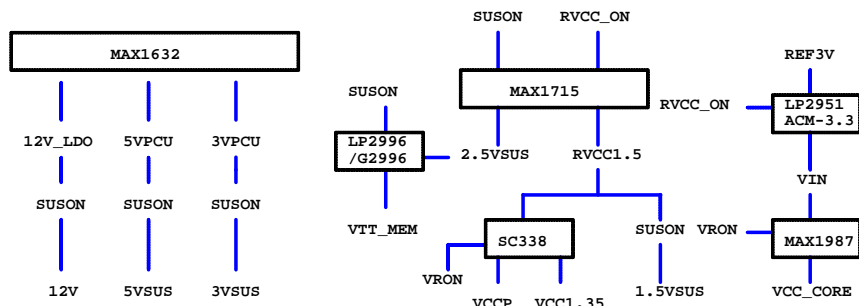 SUSON RVCC_ON
MAX1632
REF3V
MAX1715
SUSON
RVCC_ON
LP2951
ACM-3.3
12V_LDO 5VPCU 3VPCU
LP2996
/G2996
2.5VSUS RVCC1.5
VIN
SUSON SUSON SUSON
VTT_MEM
SC338
SUSON
VRON
MAX1987
VRON
12V 5VSUS 3VSUS
VCCP VCC1.35
1.5VSUS
VCC_CORE